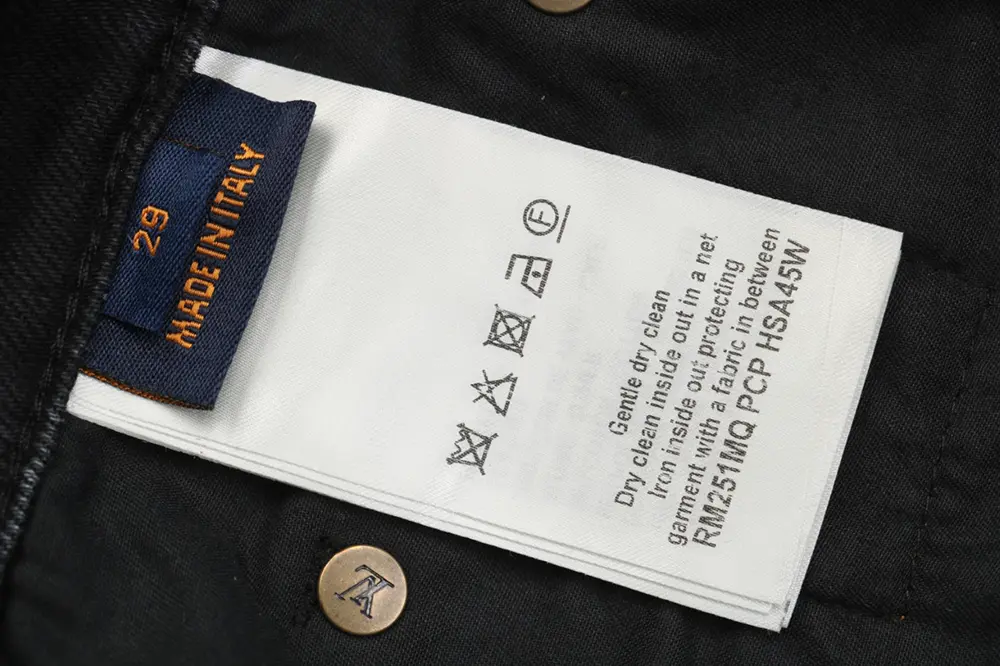 29
MADE IN ITALY
F
Gentle dry clean
Dry clean inside out in a net
Iron inside out protecting
garment with a fabric in between
RM251MQ PCP HSA45W
LV